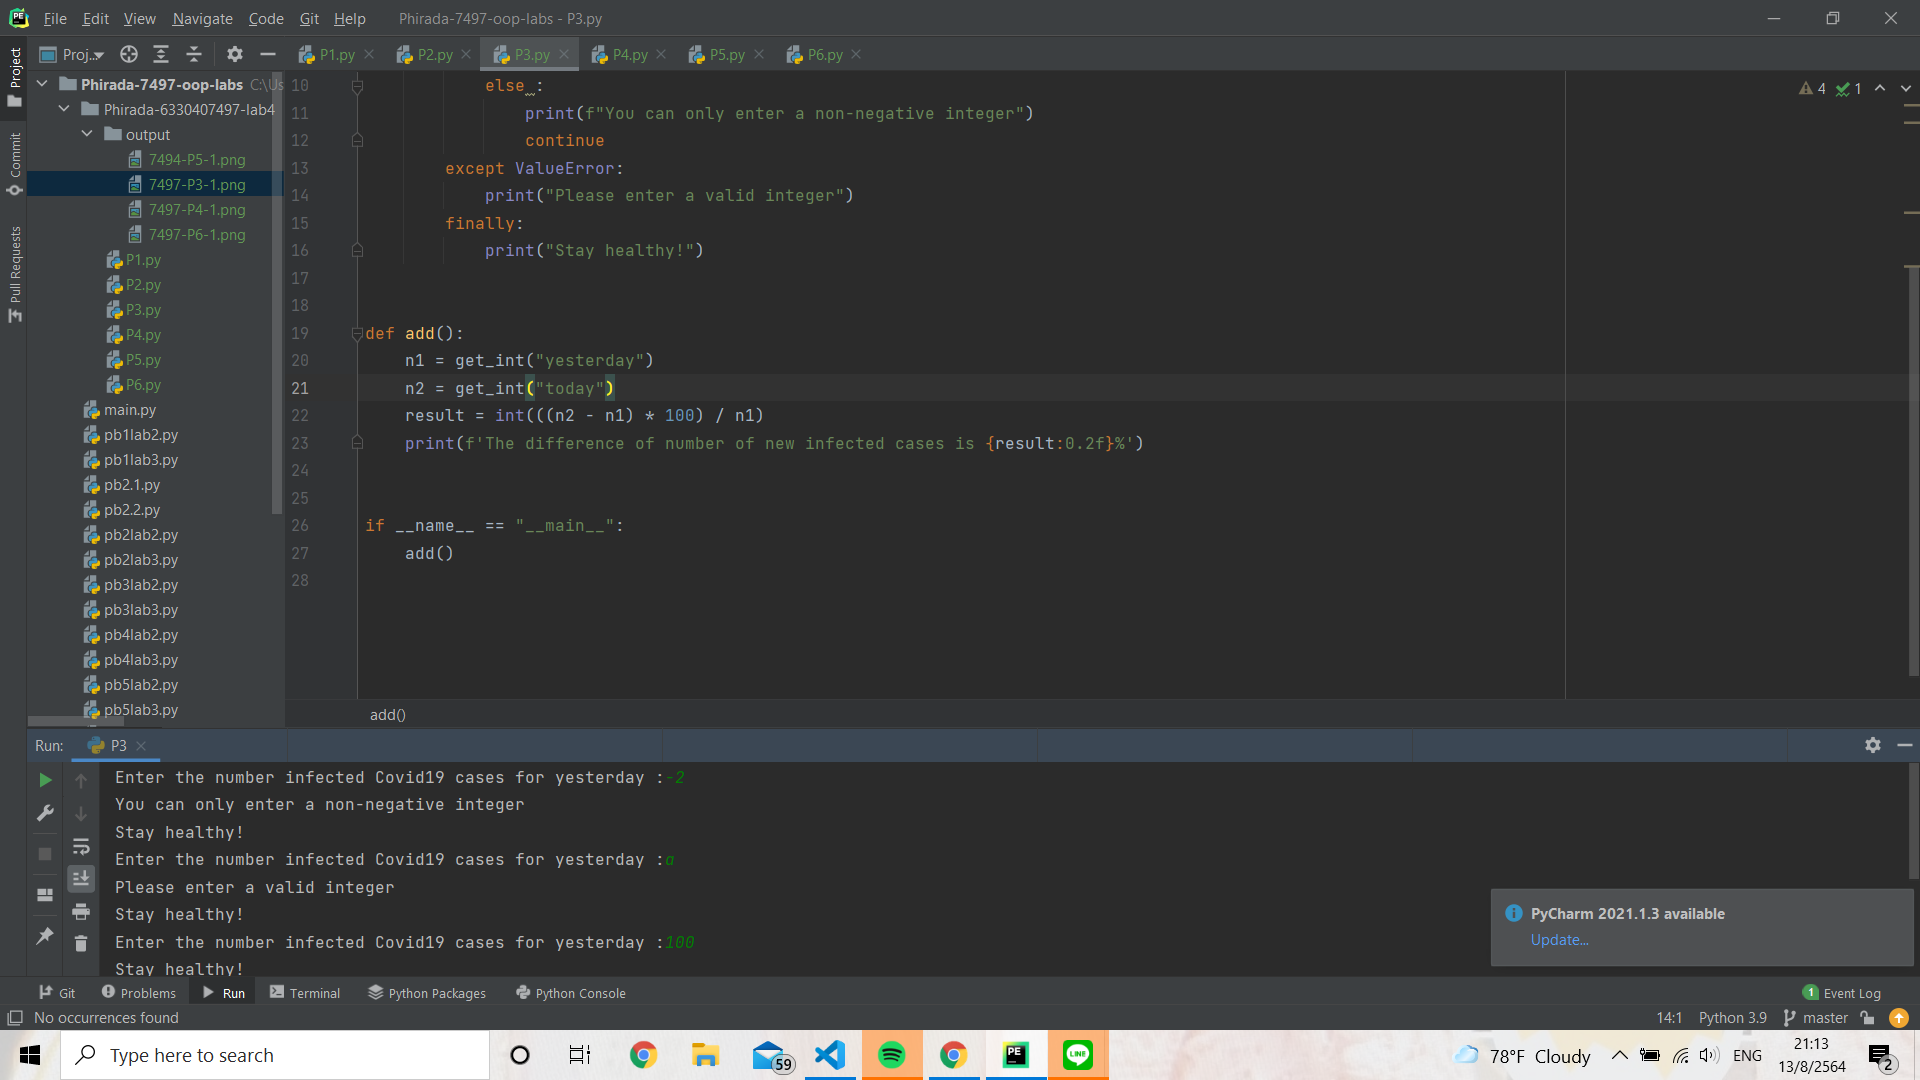 File Edit View Navigate Code Git Help Phirada-7497-oop-labs - P3.py
Proj... P1.py P2.py P3.py P4.py P5.py P6.py
Project
Commit
Pull Requests
Phirada-7497-oop-labs C:\Us
Phirada-6330407497-lab4
output
7494-P5-1.png
7497-P3-1.png
7497-P4-1.png
7497-P6-1.png
P1.py
P2.py
P3.py
P4.py
P5.py
P6.py
main.py
pb1lab2.py
pb1lab3.py
pb2.1.py
pb2.2.py
pb2lab2.py
pb2lab3.py
pb3lab2.py
pb3lab3.py
pb4lab2.py
pb4lab3.py
pb5lab2.py
pb5lab3.py
4 1
10 else :
11 print(f"You can only enter a non-negative integer")
12 continue
13 except ValueError:
14 print("Please enter a valid integer")
15 finally:
16 print("Stay healthy!")
17
18
19 def add():
20 n1 = get_int("yesterday")
21 n2 = get_int("today")
22 result = int(((n2 - n1) * 100) / n1)
23 print(f'The difference of number of new infected cases is {result:0.2f}%')
24
25
26 if __name__ == "__main__":
27 add()
28
add()
Run: P3
Enter the number infected Covid19 cases for yesterday :-2
You can only enter a non-negative integer
Stay healthy!
Enter the number infected Covid19 cases for yesterday :a
Please enter a valid integer
Stay healthy!
Enter the number infected Covid19 cases for yesterday :100
Stay healthy!
PyCharm 2021.1.3 available
Update...
Git Problems Run Terminal Python Packages Python Console 1 Event Log
No occurrences found 14:1 Python 3.9 master
Type here to search 59 PE LINE 78°F Cloudy ENG 21:13
13/8/2564 2